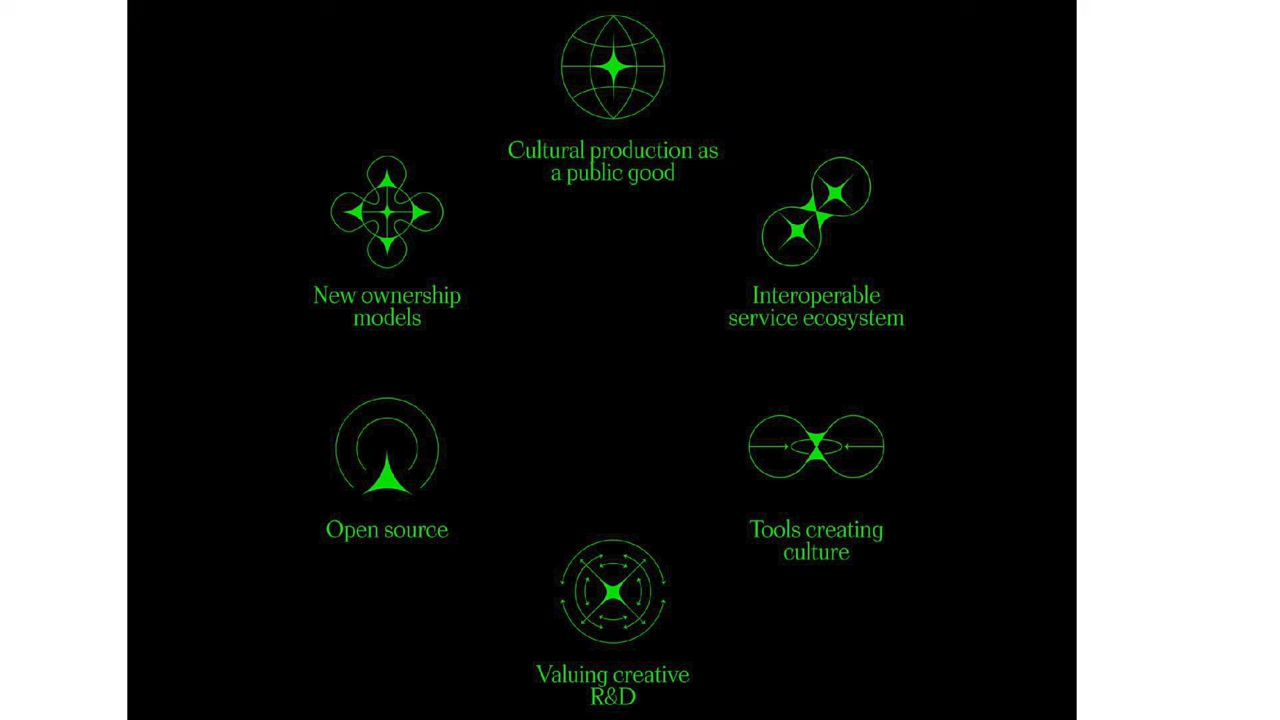 Cultural production as
a public good
New ownership
models
Interoperable
service ecosystem
Open source
Tools creating
culture
Valuing creative
R&D